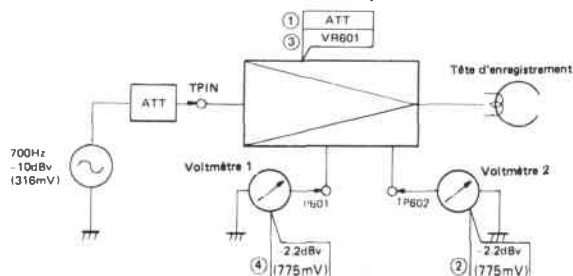 ① ATT
③ VR601
Tête d'enregistrement
TPIN
ATT
700Hz
-10dBv
(316mV)
Voltmètre 1
Voltmètre 2
TP602
-2.2dBv
④ (775mV)
-2.2dBv
② (775mV)